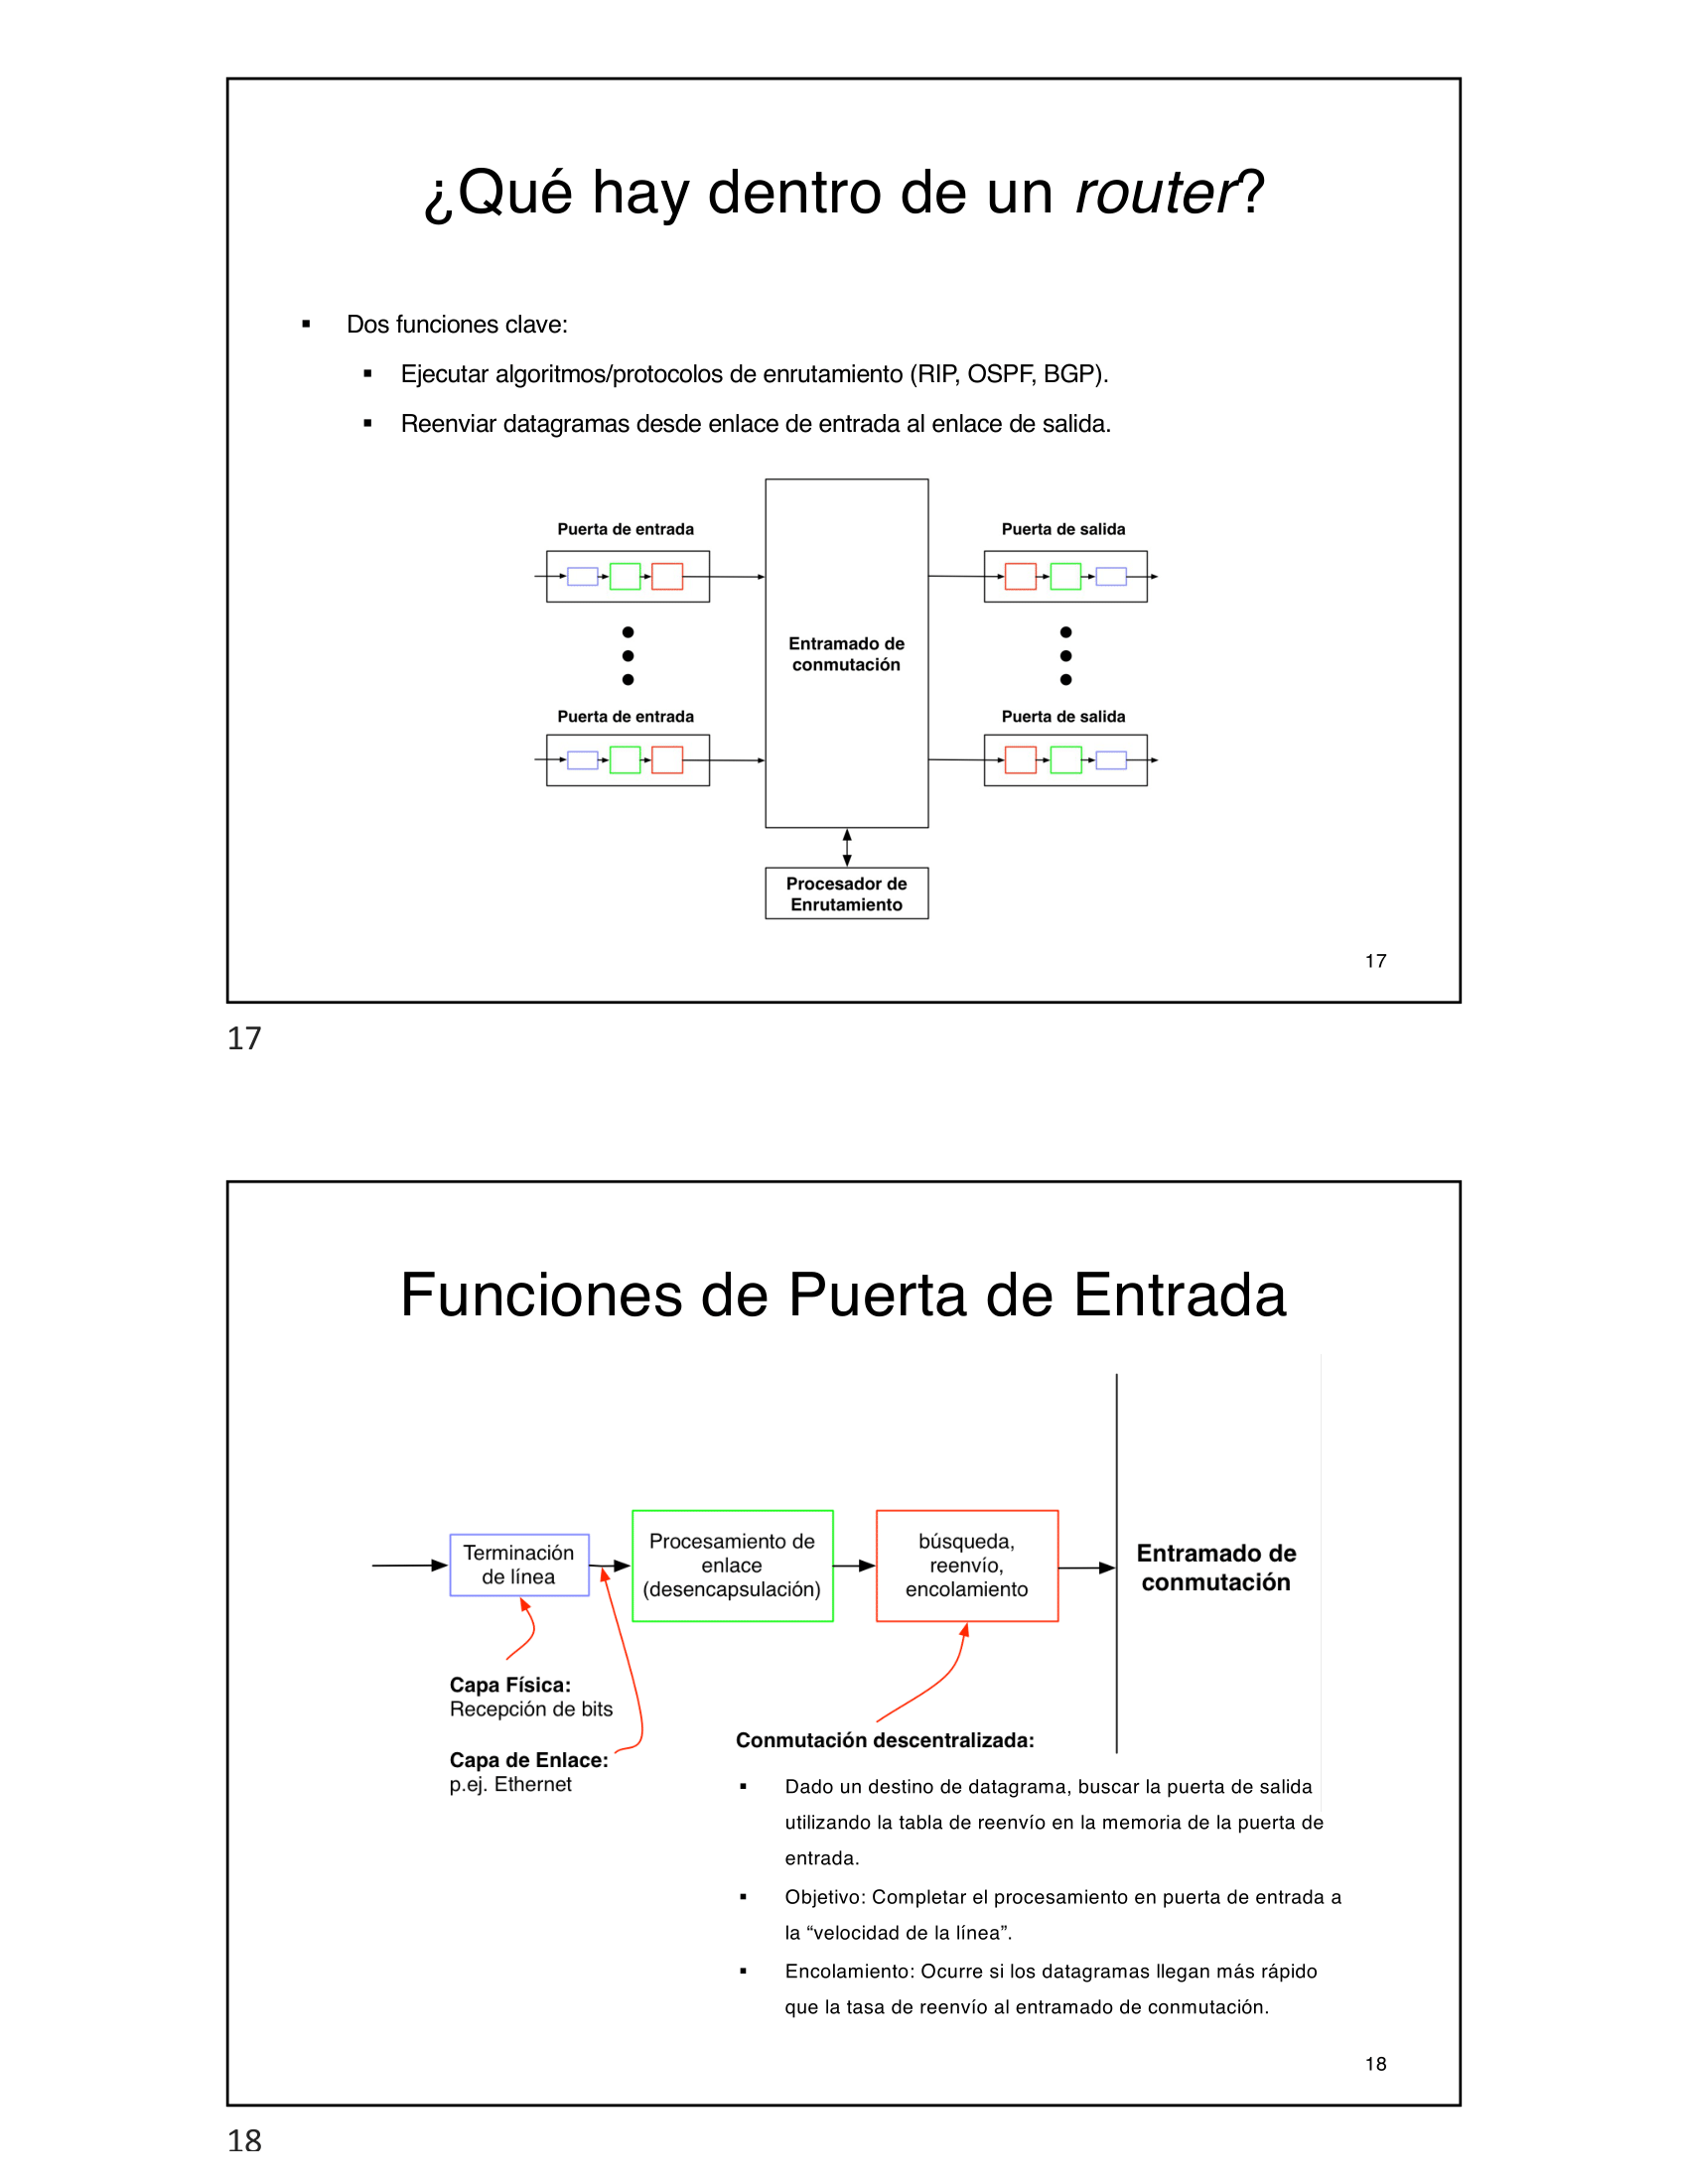 ¿Qué hay dentro de un router?
▪ Dos funciones clave:
▪ Ejecutar algoritmos/protocolos de enrutamiento (RIP, OSPF, BGP).
▪ Reenviar datagramas desde enlace de entrada al enlace de salida.
Puerta de entrada
Puerta de salida
Entramado de
conmutación
Puerta de entrada
Puerta de salida
Procesador de
Enrutamiento
17
17
Funciones de Puerta de Entrada
Terminación
de línea
Procesamiento de
enlace
(desencapsulación)
búsqueda,
reenvío,
encolamiento
Entramado de
conmutación
Capa Física:
Recepción de bits
Capa de Enlace:
p.ej. Ethernet
Conmutación descentralizada:
▪ Dado un destino de datagrama, buscar la puerta de salida
utilizando la tabla de reenvío en la memoria de la puerta de
entrada.
▪ Objetivo: Completar el procesamiento en puerta de entrada a
la “velocidad de la línea”.
▪ Encolamiento: Ocurre si los datagramas llegan más rápido
que la tasa de reenvío al entramado de conmutación.
18
18